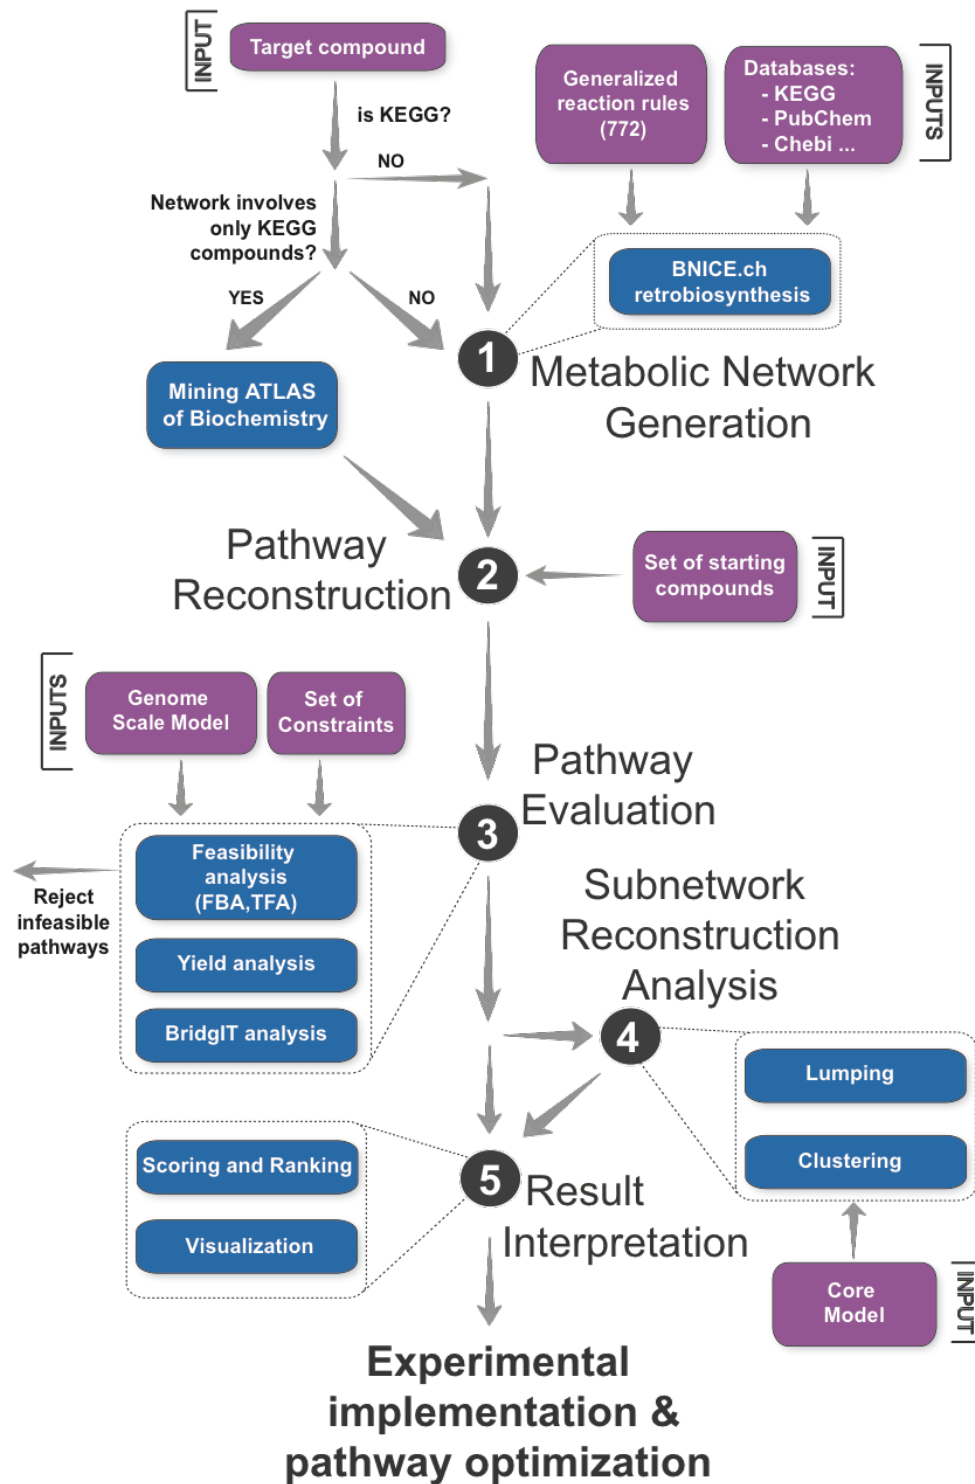 INPUT
Target compound
is KEGG?
NO
Generalized
reaction rules
(772)
Databases:
- KEGG
- PubChem
- Chebi ...
INPUTS
Network involves
only KEGG
compounds?
YES
NO
BNICE.ch
retrobiosynthesis
1
Metabolic Network
Generation
Mining ATLAS
of Biochemistry
Pathway
Reconstruction
2
Set of starting
compounds
INPUT
INPUTS
Genome
Scale Model
Set of
Constraints
Pathway
Evaluation
3
Feasibility
analysis
(FBA,TFA)
Reject
infeasible
pathways
Yield analysis
BridgIT analysis
Subnetwork
Reconstruction
Analysis
4
Lumping
Clustering
Scoring and Ranking
Visualization
5
Result
Interpretation
Core
Model
INPUT
Experimental
implementation &
pathway optimization